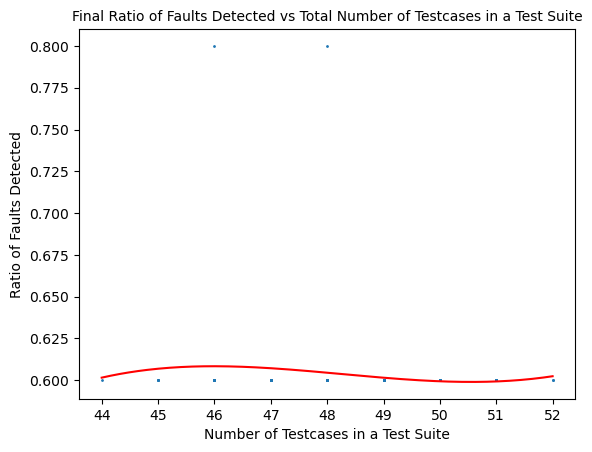 Final Ratio of Faults Detected vs Total Number of Testcases in a Test Suite
0.800
0.775
0.750
0.725
0.700
0.675
0.650
0.625
0.600
Ratio of Faults Detected
44 45 46 47 48 49 50 51 52
Number of Testcases in a Test Suite